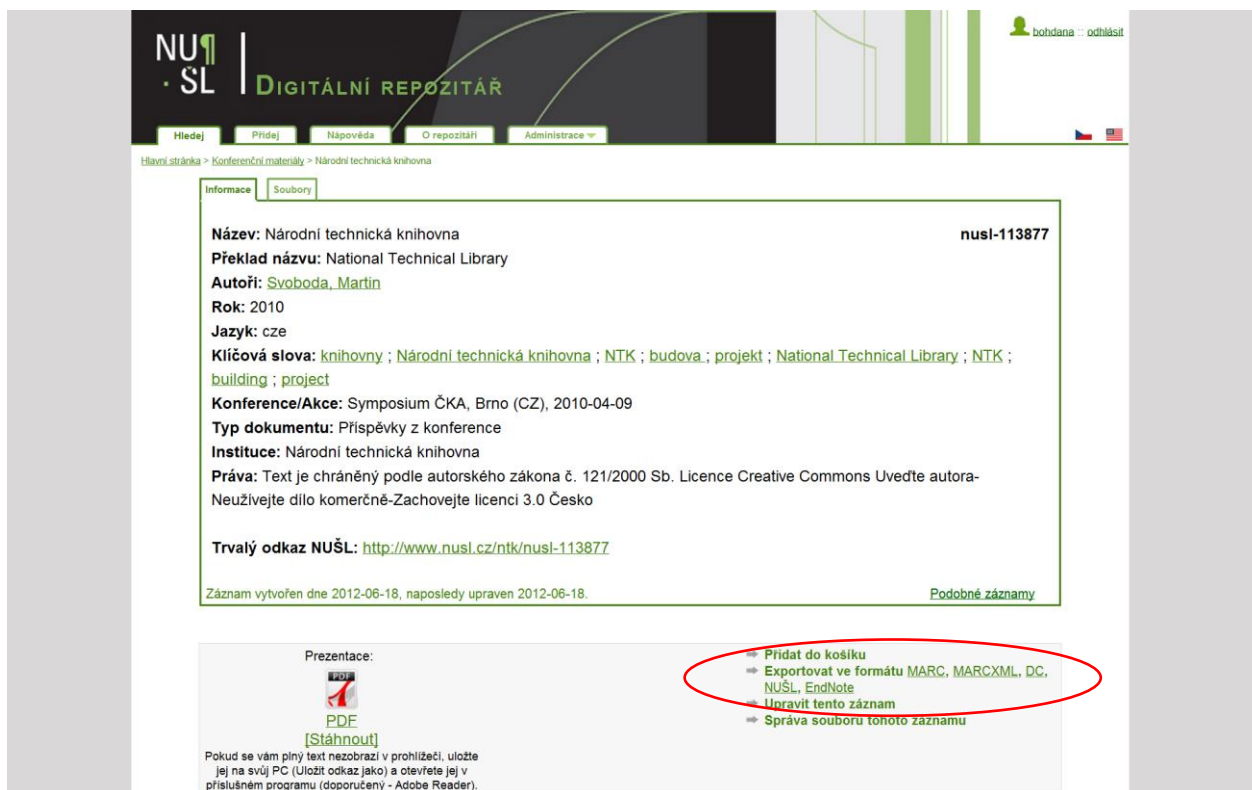 NU¶
· ŠL
DIGITÁLNÍ REPOZITÁŘ
bohdana :: odhlásit
Hledej Přidej Nápověda O repozitáři Administrace
Hlavní stránka > Konferenční materiály > Národní technická knihovna
Informace Soubory
Název: Národní technická knihovna nusl-113877
Překlad názvu: National Technical Library
Autoři: Svoboda, Martin
Rok: 2010
Jazyk: cze
Klíčová slova: knihovny ; Národní technická knihovna ; NTK ; budova ; projekt ; National Technical Library ; NTK ;
building ; project
Konference/Akce: Symposium ČKA, Brno (CZ), 2010-04-09
Typ dokumentu: Příspěvky z konference
Instituce: Národní technická knihovna
Práva: Text je chráněný podle autorského zákona č. 121/2000 Sb. Licence Creative Commons Uveďte autora-
Neužívejte dílo komerčně-Zachovejte licenci 3.0 Česko
Trvalý odkaz NUŠL: http://www.nusl.cz/ntk/nusl-113877
Záznam vytvořen dne 2012-06-18, naposledy upraven 2012-06-18. Podobné záznamy
Prezentace:
PDF
PDF
[Stáhnout]
Pokud se vám plný text nezobrazí v prohlížeči, uložte
jej na svůj PC (Uložit odkaz jako) a otevřete jej v
příslušném programu (doporučený - Adobe Reader).
Přidat do košíku
Exportovat ve formátu MARC, MARCXML, DC,
NUŠL, EndNote
Upravit tento záznam
Správa souborů tohoto záznamu